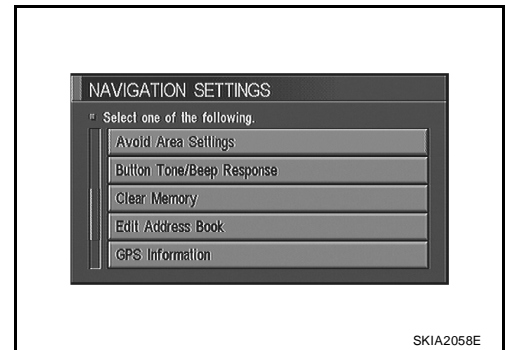 NAVIGATION SETTINGS
Select one of the following.
Avoid Area Settings
Button Tone/Beep Response
Clear Memory
Edit Address Book
GPS Information
SKIA2058E